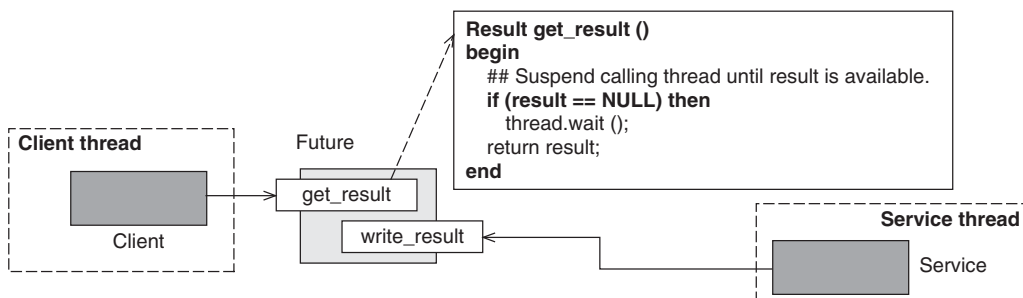 Result get_result ()
begin
## Suspend calling thread until result is available.
if (result == NULL) then
thread.wait ();
return result;
end
Client thread
Client
Future
get_result
write_result
Service thread
Service